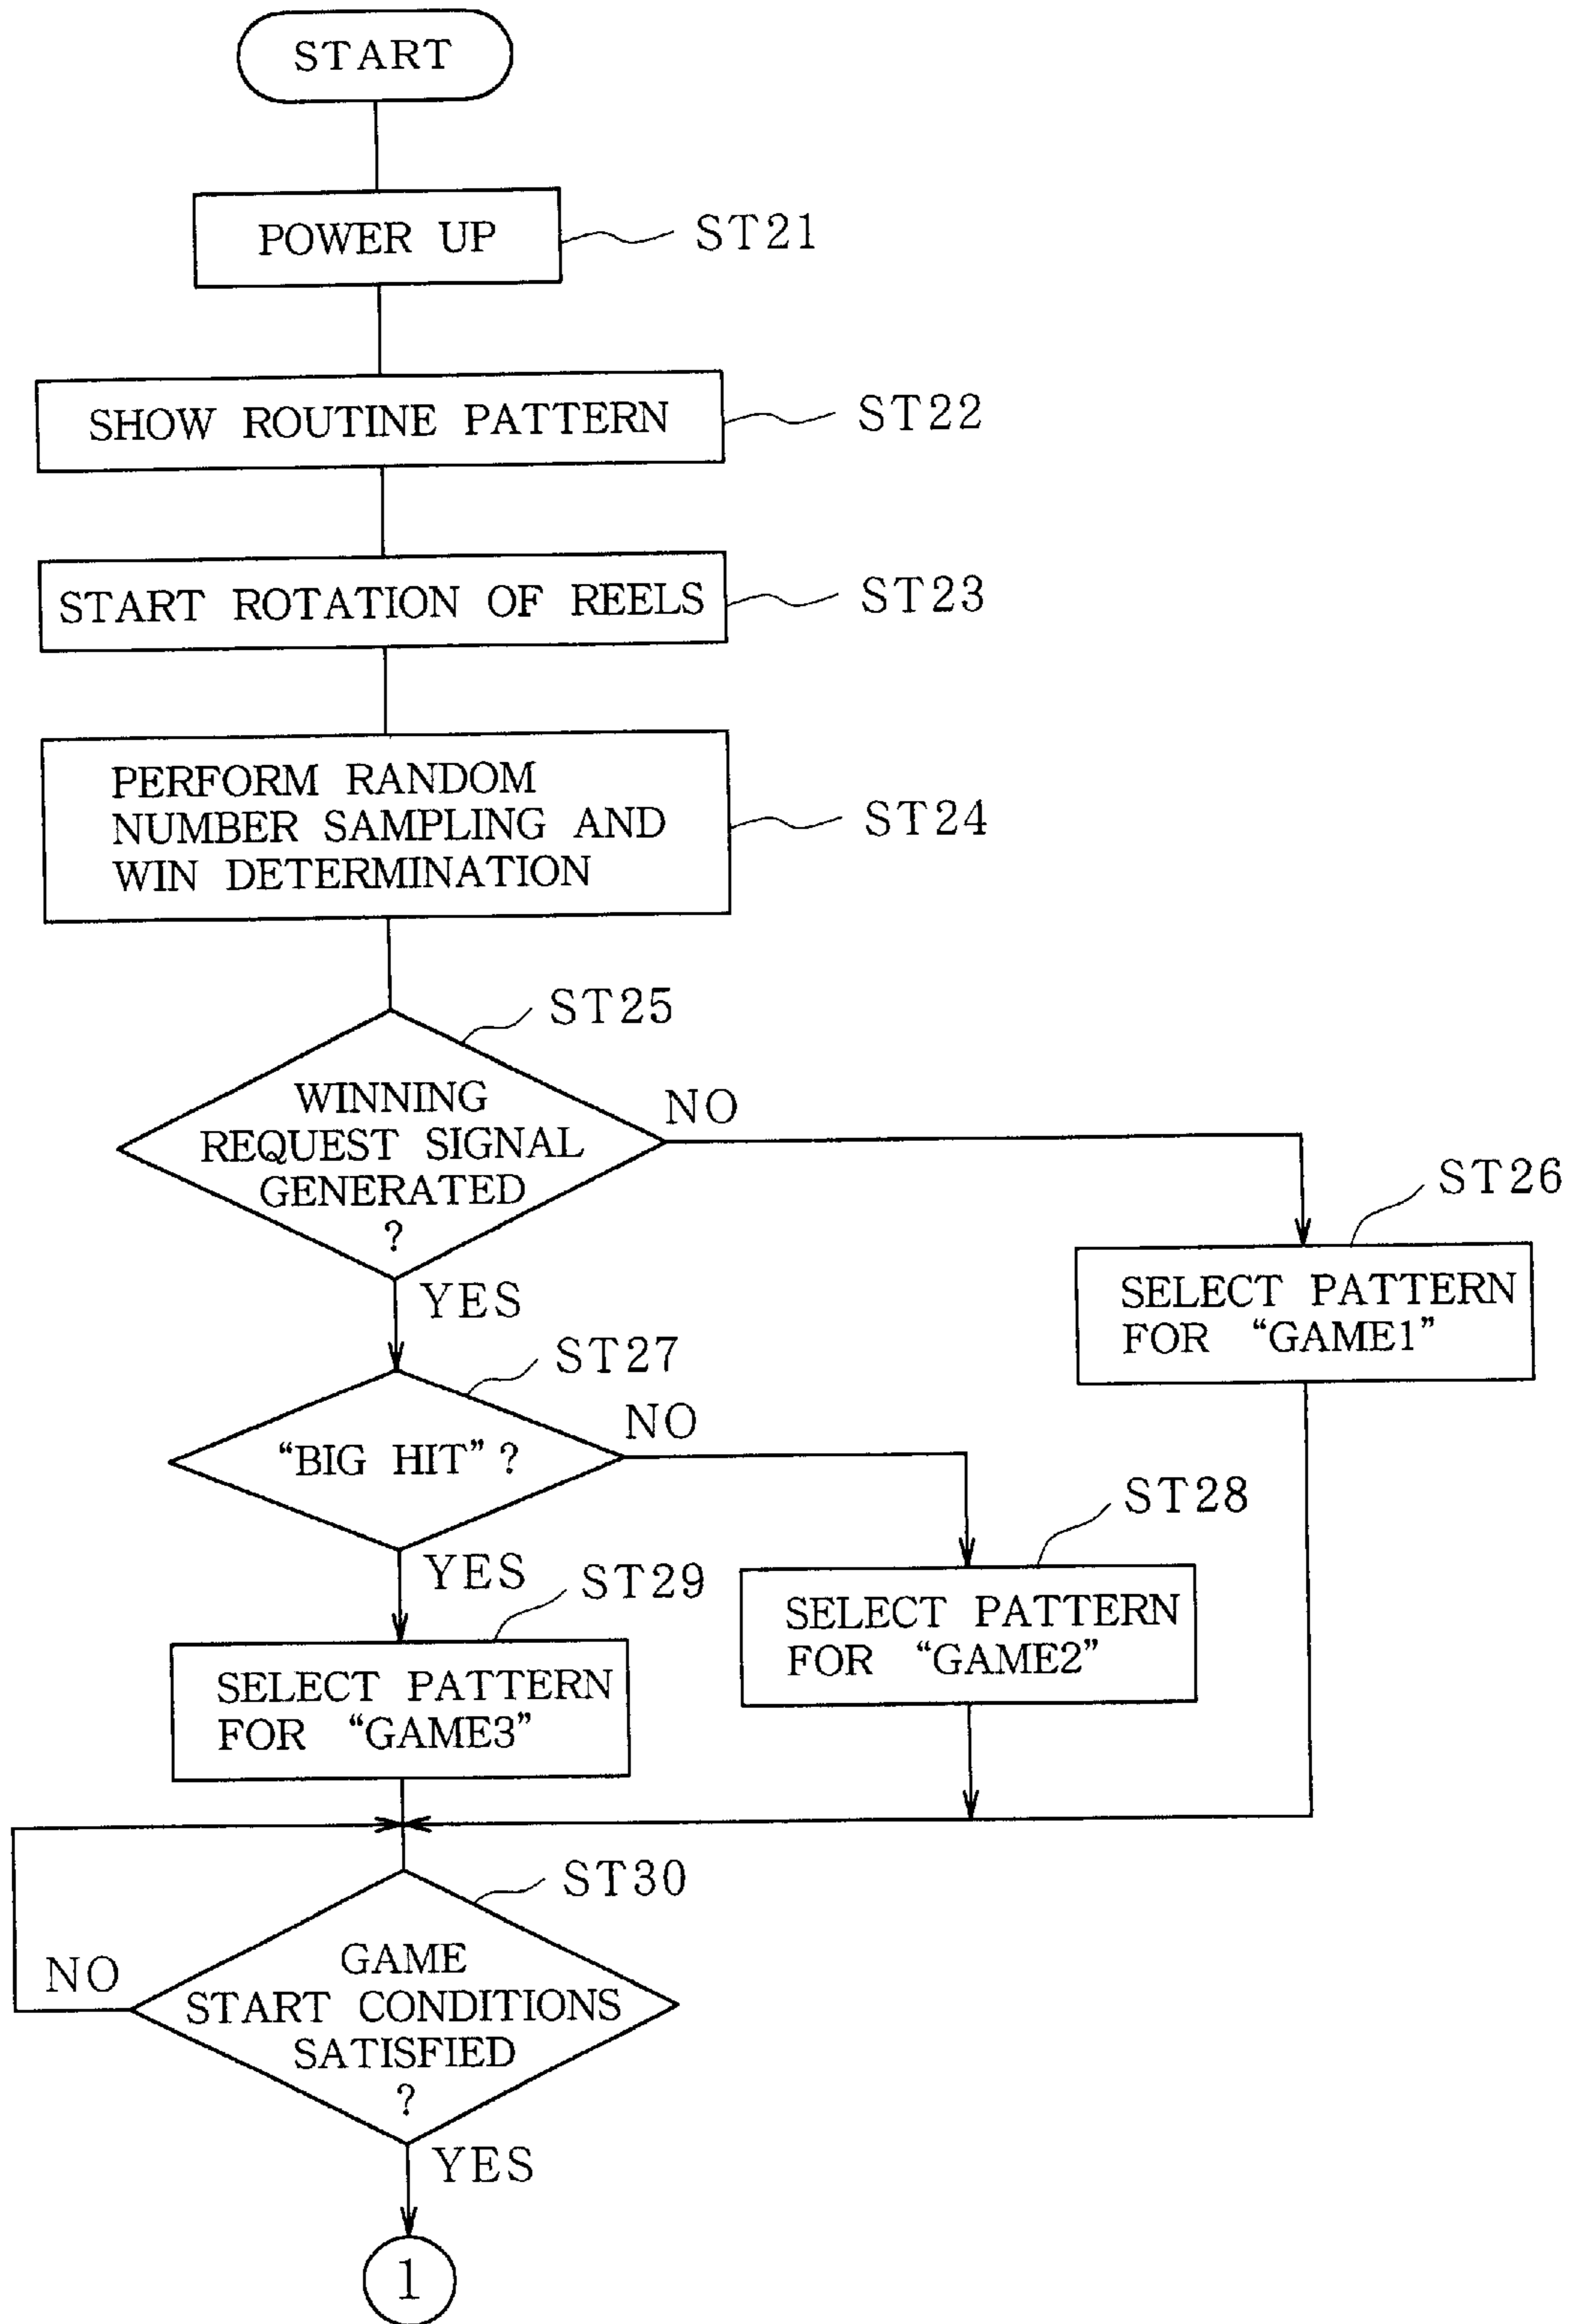 START
POWER UP
ST21
SHOW ROUTINE PATTERN
ST22
START ROTATION OF REELS
ST23
PERFORM RANDOM
NUMBER SAMPLING AND
WIN DETERMINATION
ST24
ST25
WINNING
REQUEST SIGNAL
GENERATED
?
NO
YES
ST26
SELECT PATTERN
FOR “GAME1”
ST27
“BIG HIT” ?
NO
YES
ST28
SELECT PATTERN
FOR “GAME2”
ST29
SELECT PATTERN
FOR “GAME3”
ST30
GAME
START CONDITIONS
SATISFIED
?
NO
YES
1